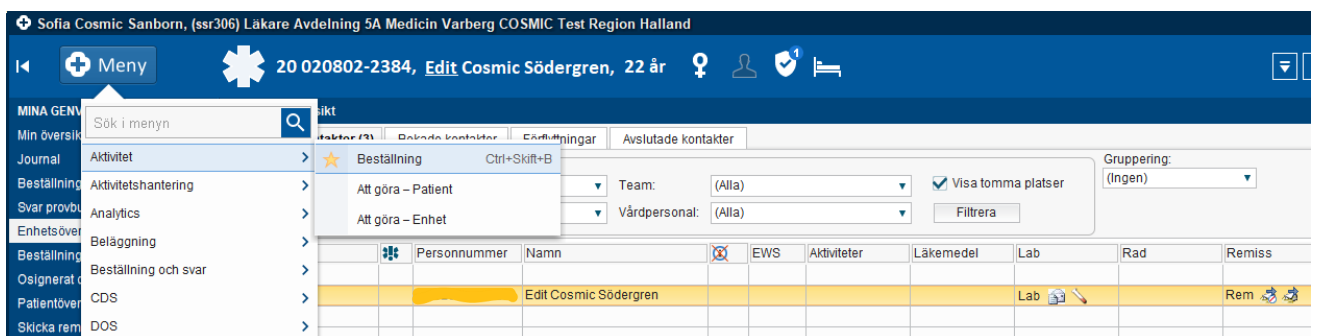 Sofia Cosmic Sanborn, (ssr306) Läkare Avdelning 5A Medicin Varberg COSMIC Test Region Halland
Meny 20 020802-2384, Edit Cosmic Södergren, 22 år 1
MINA GENV
Sök i menyn
sikt
Min översik
Journal
Beställning
Svar provbu
Enhetsöver
Beställning
Osignerat
Patientöver
Skicka rem
Aktivitet
Aktivitetshantering
Analytics
Beläggning
Beställning och svar
CDS
DOS
Beställning Ctrl+Skift+B
Att göra – Patient
Att göra – Enhet
(3) Bokade kontakter Förflyttningar Avslutade kontakter
Team: (Alla) Visa tomma platser
Vårdpersonal: (Alla) Filtrera
Gruppering:
(Ingen)
Personnummer Namn EWS Aktiviteter Läkemedel Lab Rad Remiss
Edit Cosmic Södergren Lab Rem